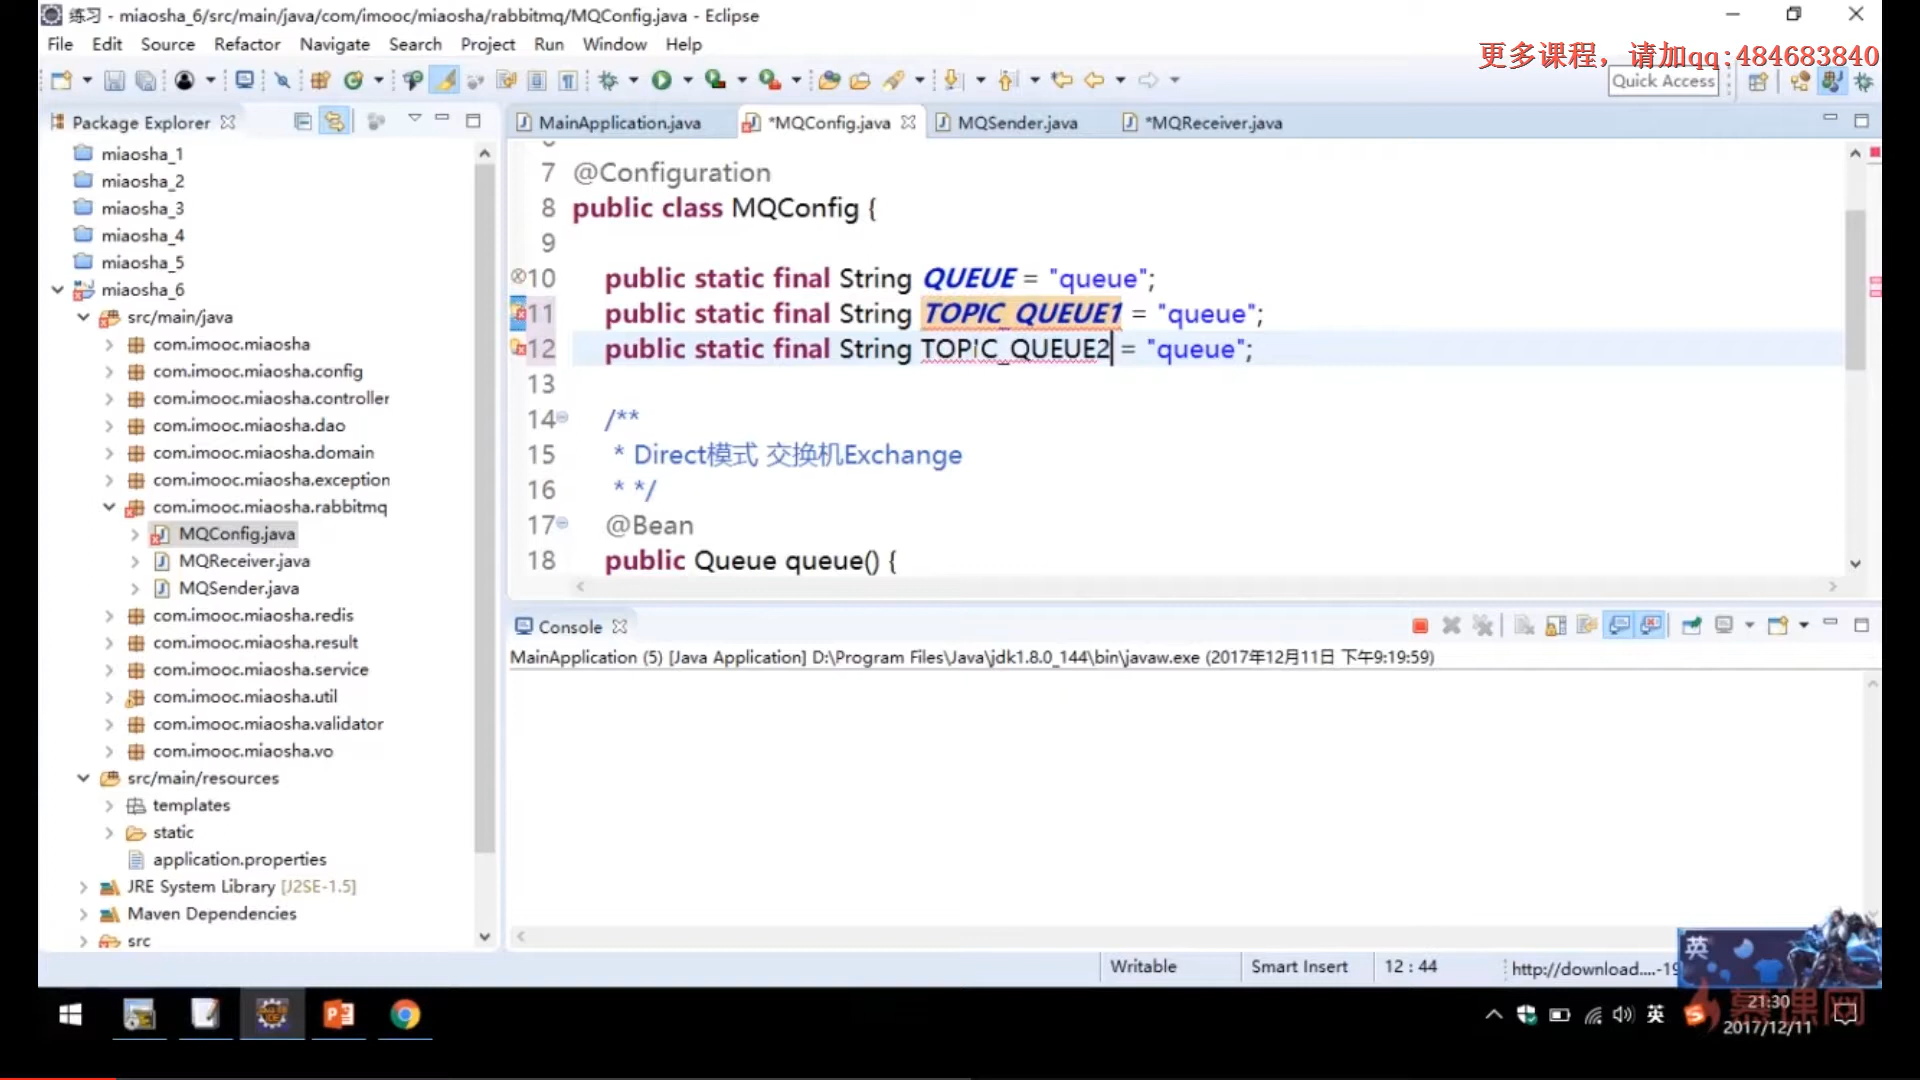 练习 - miaosha_6/src/main/java/com/imooc/miaosha/rabbitmq/MQConfig.java - Eclipse
File Edit Source Refactor Navigate Search Project Run Window Help
更多课程，请加qq:484683840
Quick Access
Package Explorer
miaosha_1
miaosha_2
miaosha_3
miaosha_4
miaosha_5
miaosha_6
src/main/java
com.imooc.miaosha
com.imooc.miaosha.config
com.imooc.miaosha.controller
com.imooc.miaosha.dao
com.imooc.miaosha.domain
com.imooc.miaosha.exception
com.imooc.miaosha.rabbitmq
MQConfig.java
MQReceiver.java
MQSender.java
com.imooc.miaosha.redis
com.imooc.miaosha.result
com.imooc.miaosha.service
com.imooc.miaosha.util
com.imooc.miaosha.validator
com.imooc.miaosha.vo
src/main/resources
templates
static
application.properties
JRE System Library [J2SE-1.5]
Maven Dependencies
src
MainApplication.java *MQConfig.java MQSender.java *MQReceiver.java
7 @Configuration
8 public class MQConfig {
9
10 public static final String QUEUE = "queue";
11 public static final String TOPIC_QUEUE1 = "queue";
12 public static final String TOPIC_QUEUE2 = "queue";
13
14 /**
15 * Direct模式 交换机Exchange
16 * */
17 @Bean
18 public Queue queue() {
Console
MainApplication (5) [Java Application] D:\Program Files\Java\jdk1.8.0_144\bin\javaw.exe (2017年12月11日 下午9:19:59)
Writable Smart Insert 12 : 44 http://download....-19
英
英
21:30
2017/12/11
慕课网